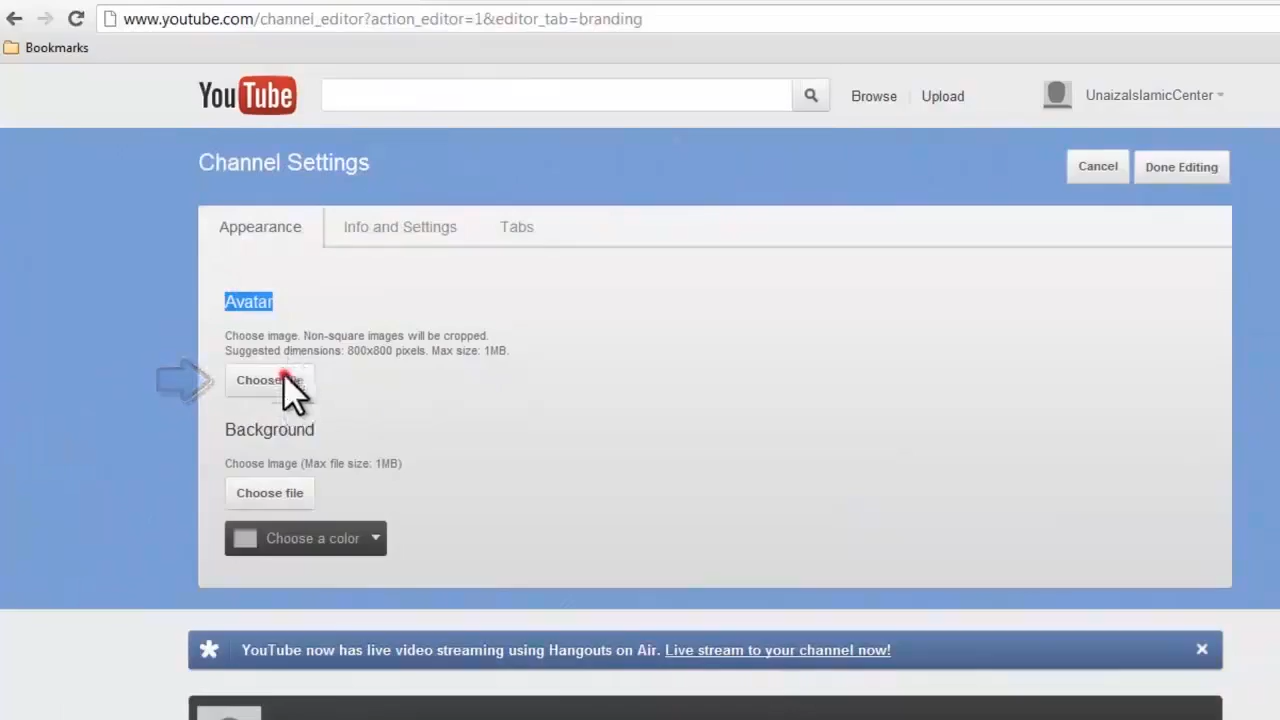 www.youtube.com/channel_editor?action_editor=1&editor_tab=branding
Bookmarks
YouTube
Browse
Upload
UnaizaIslamicCenter
Channel Settings
Cancel
Done Editing
Appearance
Info and Settings
Tabs
Avatar
Choose image. Non-square images will be cropped.
Suggested dimensions: 800x800 pixels. Max size: 1MB.
Choose
Background
Choose Image (Max file size: 1MB)
Choose file
Choose a color
YouTube now has live video streaming using Hangouts on Air. Live stream to your channel now!